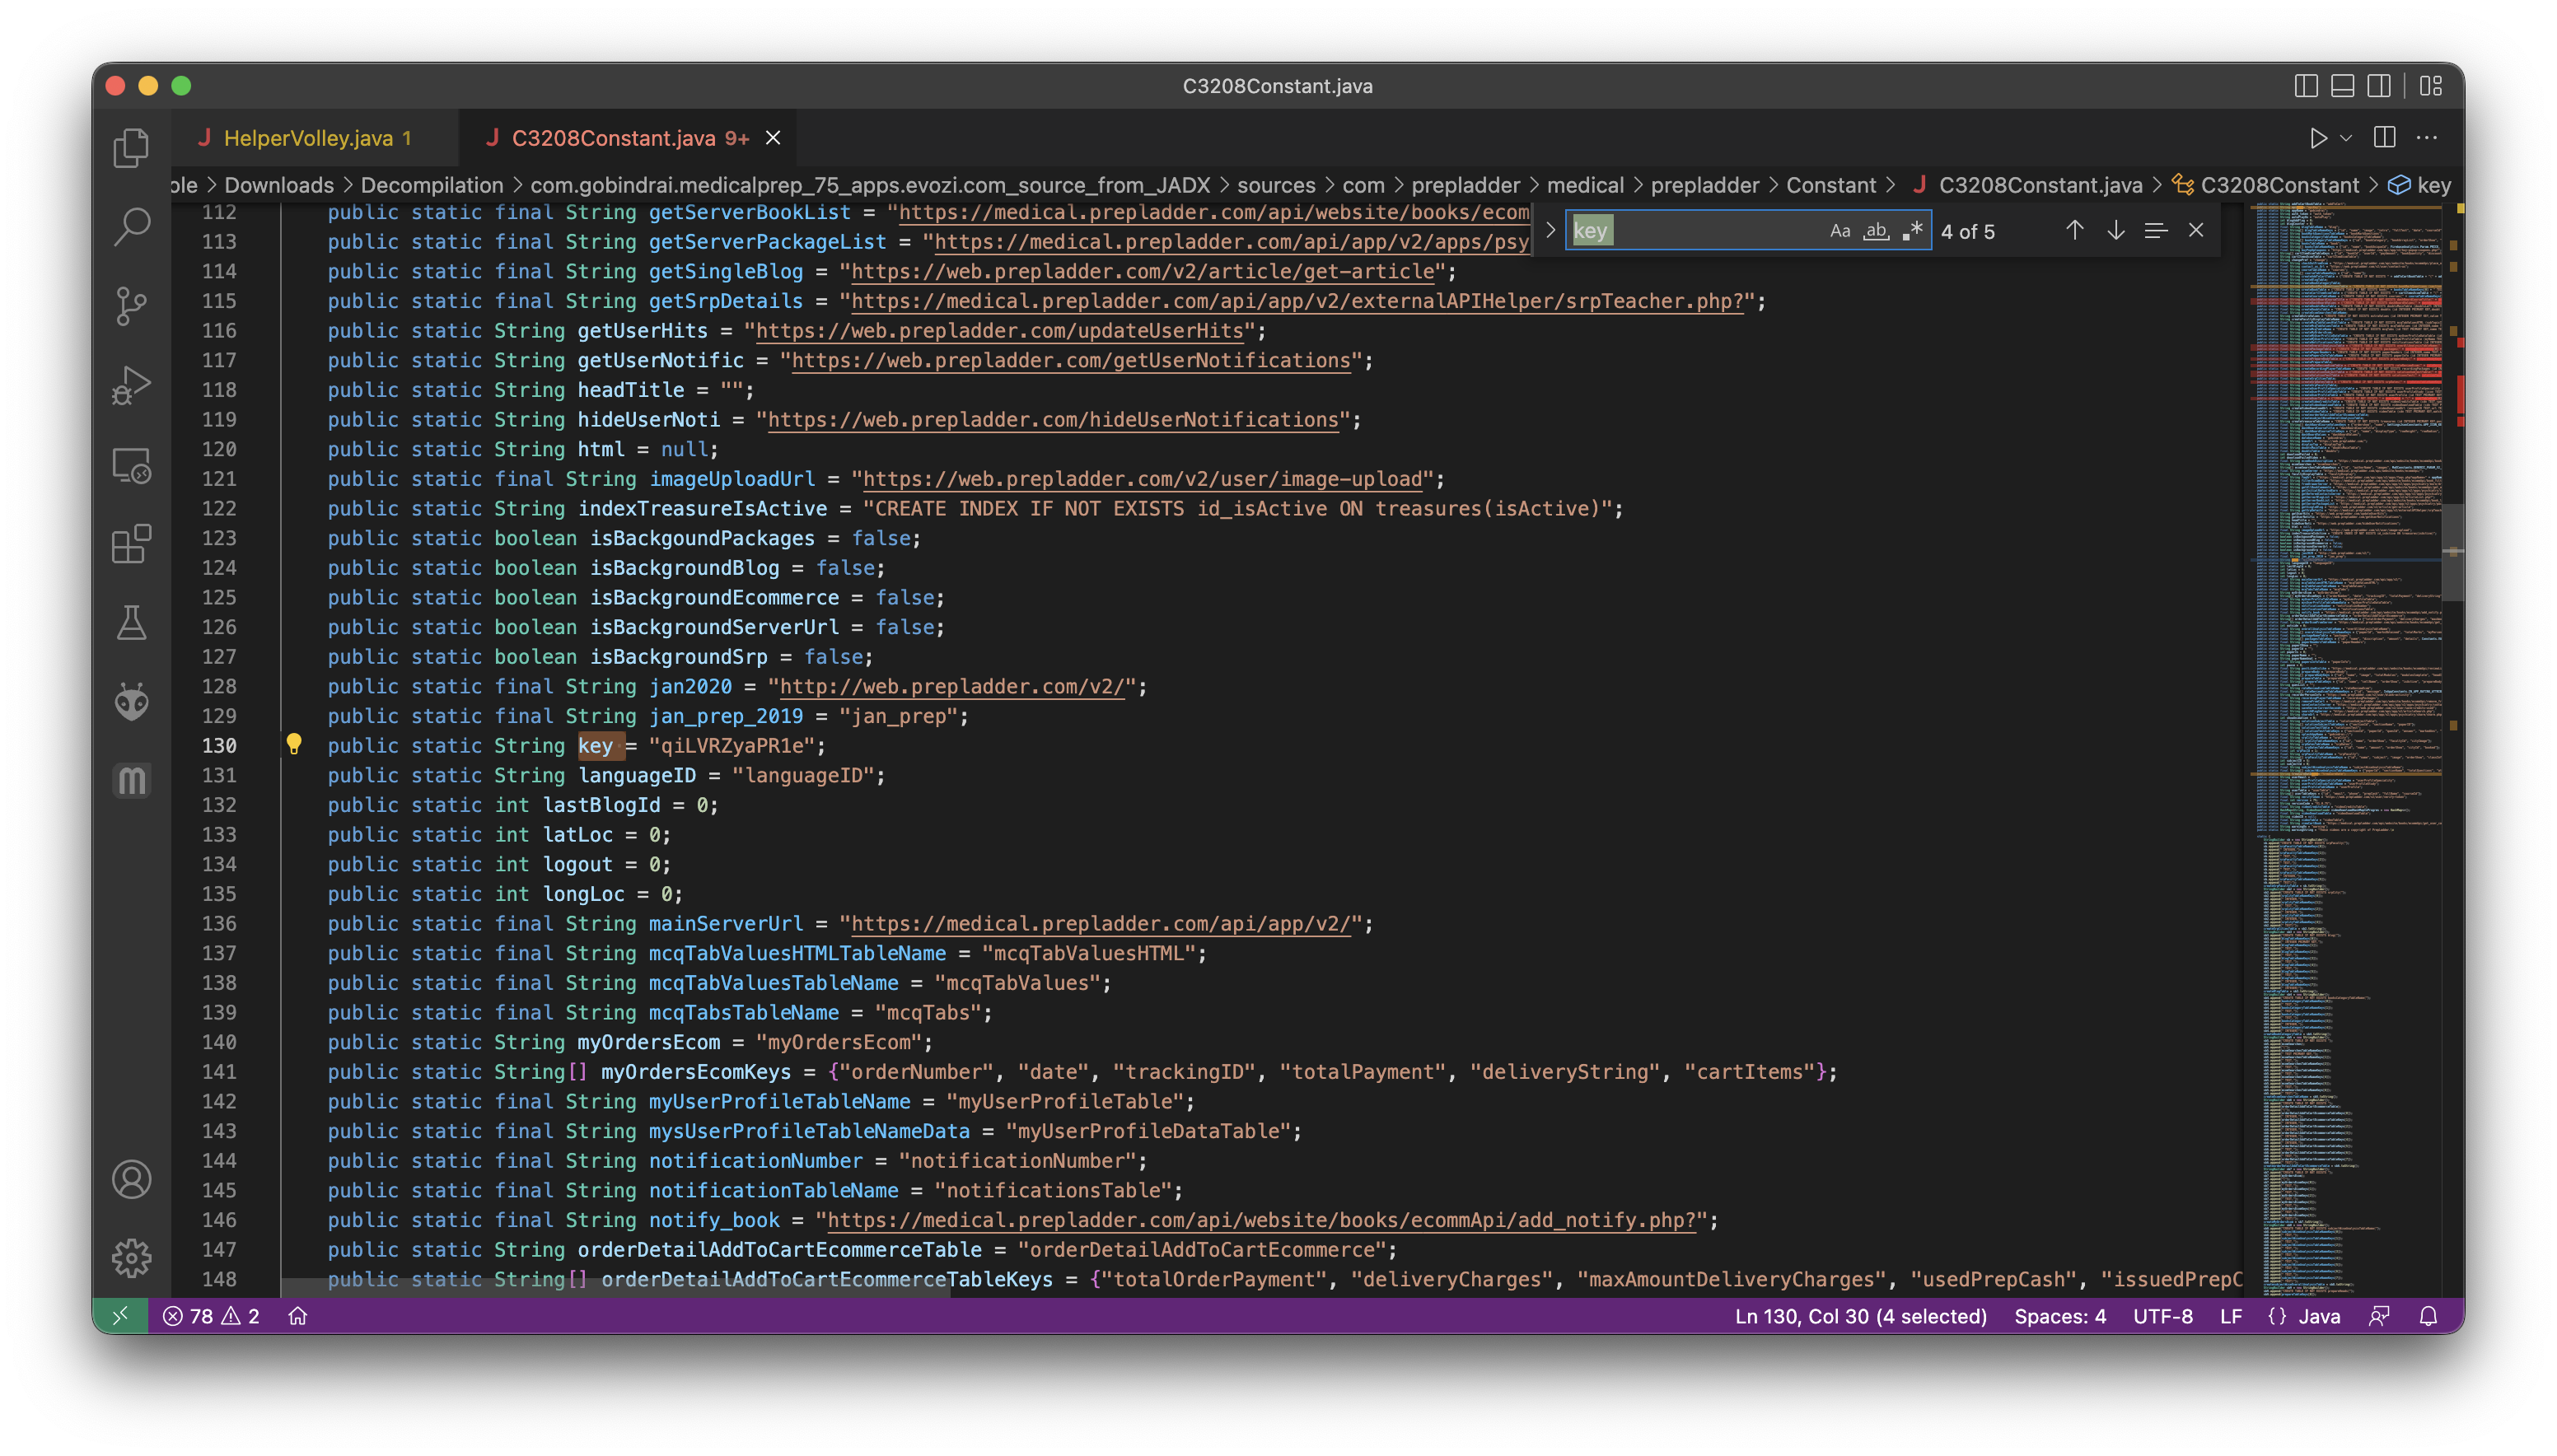 C3208Constant.java
HelperVolley.java 1
C3208Constant.java 9+
ole > Downloads > Decompilation > com.gobindrai.medicalprep_75_apps.evozi.com_source_from_JADX > sources > com > prepladder > medical > prepladder > Constant > C3208Constant.java > C3208Constant > key
key
Aa ab .* 4 of 5
112 public static final String getServerBookList = "https://medical.prepladder.com/api/website/books/ecom
113 public static final String getServerPackageList = "https://medical.prepladder.com/api/app/v2/apps/psy
114 public static final String getSingleBlog = "https://web.prepladder.com/v2/article/get-article";
115 public static final String getSrpDetails = "https://medical.prepladder.com/api/app/v2/externalAPIHelper/srpTeacher.php?";
116 public static String getUserHits = "https://web.prepladder.com/updateUserHits";
117 public static String getUserNotific = "https://web.prepladder.com/getUserNotifications";
118 public static String headTitle = "";
119 public static String hideUserNoti = "https://web.prepladder.com/hideUserNotifications";
120 public static String html = null;
121 public static final String imageUploadUrl = "https://web.prepladder.com/v2/user/image-upload";
122 public static String indexTreasureIsActive = "CREATE INDEX IF NOT EXISTS id_isActive ON treasures(isActive)";
123 public static boolean isBackgoundPackages = false;
124 public static boolean isBackgroundBlog = false;
125 public static boolean isBackgroundEcommerce = false;
126 public static boolean isBackgroundServerUrl = false;
127 public static boolean isBackgroundSrp = false;
128 public static final String jan2020 = "http://web.prepladder.com/v2/";
129 public static final String jan_prep_2019 = "jan_prep";
130 public static String key = "qiLVRZyaPR1e";
131 public static String languageID = "languageID";
132 public static int lastBlogId = 0;
133 public static int latLoc = 0;
134 public static int logout = 0;
135 public static int longLoc = 0;
136 public static final String mainServerUrl = "https://medical.prepladder.com/api/app/v2/";
137 public static final String mcqTabValuesHTMLTableName = "mcqTabValuesHTML";
138 public static final String mcqTabValuesTableName = "mcqTabValues";
139 public static final String mcqTabsTableName = "mcqTabs";
140 public static String myOrdersEcom = "myOrdersEcom";
141 public static String[] myOrdersEcomKeys = {"orderNumber", "date", "trackingID", "totalPayment", "deliveryString", "cartItems"};
142 public static final String myUserProfileTableName = "myUserProfileTable";
143 public static final String mysUserProfileTableNameData = "myUserProfileDataTable";
144 public static final String notificationNumber = "notificationNumber";
145 public static final String notificationTableName = "notificationsTable";
146 public static final String notify_book = "https://medical.prepladder.com/api/website/books/ecommApi/add_notify.php?";
147 public static String orderDetailAddToCartEcommerceTable = "orderDetailAddToCartEcommerce";
148 public static String[] orderDetailAddToCartEcommerceTableKeys = {"totalOrderPayment", "deliveryCharges", "maxAmountDeliveryCharges", "usedPrepCash", "issuedPrepC
78 2
Ln 130, Col 30 (4 selected) Spaces: 4 UTF-8 LF {} Java